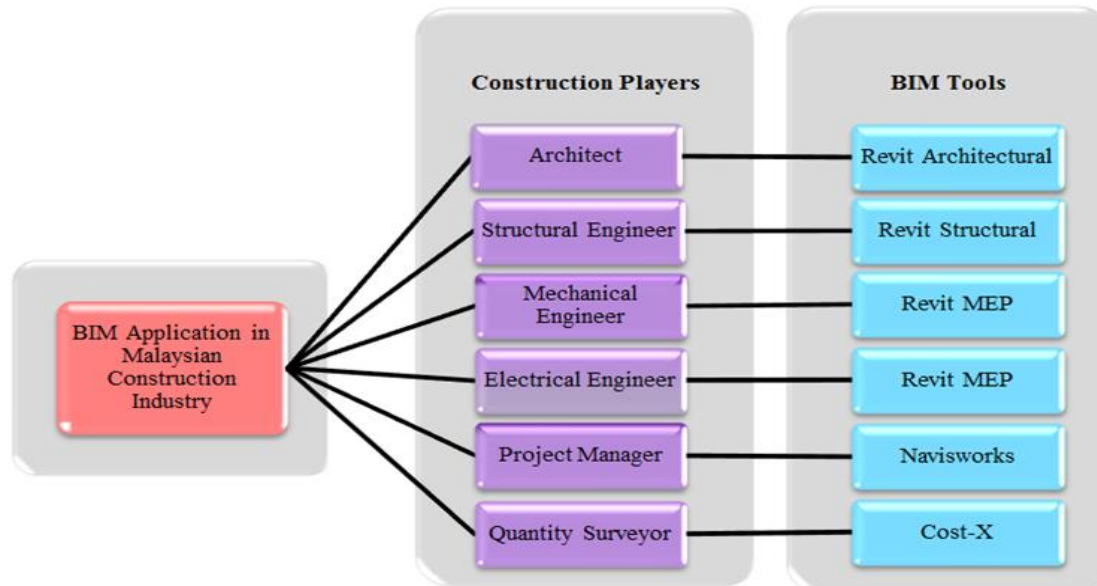 Construction Players
BIM Tools
Architect
Revit Architectural
Structural Engineer
Revit Structural
Mechanical
Engineer
Revit MEP
BIM Application in
Malaysian
Construction
Industry
Electrical Engineer
Revit MEP
Project Manager
Navisworks
Quantity Surveyor
Cost-X